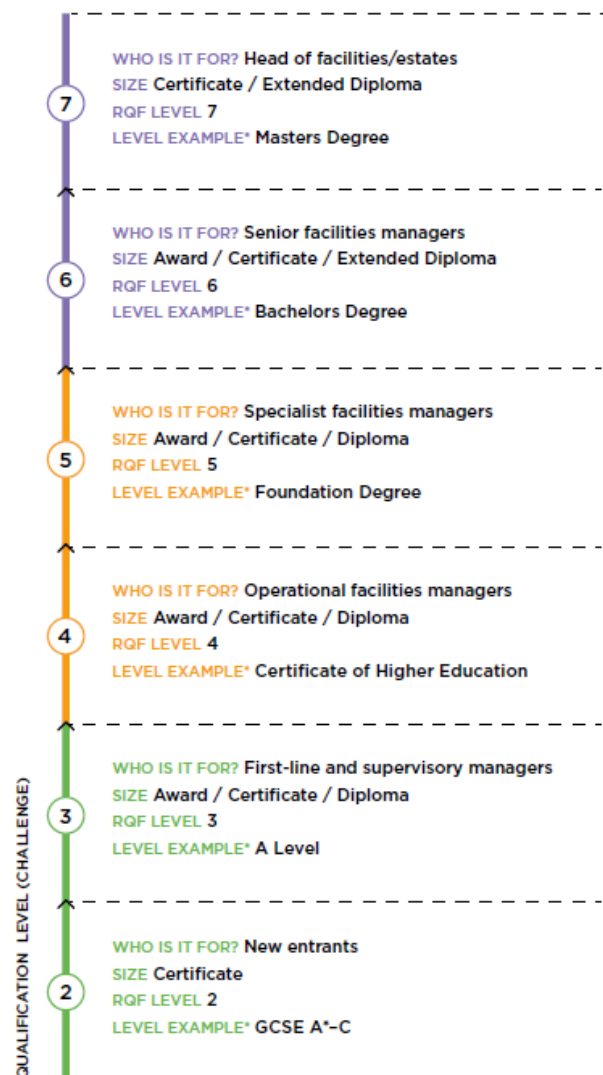 WHO IS IT FOR? Head of facilities/estates
SIZE Certificate / Extended Diploma
7
RQF LEVEL 7
LEVEL EXAMPLE* Masters Degree
WHO IS IT FOR? Senior facilities managers
SIZE Award / Certificate / Extended Diploma
6
RQF LEVEL 6
LEVEL EXAMPLE* Bachelors Degree
WHO IS IT FOR? Specialist facilities managers
SIZE Award / Certificate / Diploma
5
RQF LEVEL 5
LEVEL EXAMPLE* Foundation Degree
WHO IS IT FOR? Operational facilities managers
SIZE Award / Certificate / Diploma
4
RQF LEVEL 4
LEVEL EXAMPLE* Certificate of Higher Education
WHO IS IT FOR? First-line and supervisory managers
SIZE Award / Certificate / Diploma
3
RQF LEVEL 3
LEVEL EXAMPLE* A Level
WHO IS IT FOR? New entrants
SIZE Certificate
2
RQF LEVEL 2
LEVEL EXAMPLE* GCSE A*–C
QUALIFICATION LEVEL (CHALLENGE)